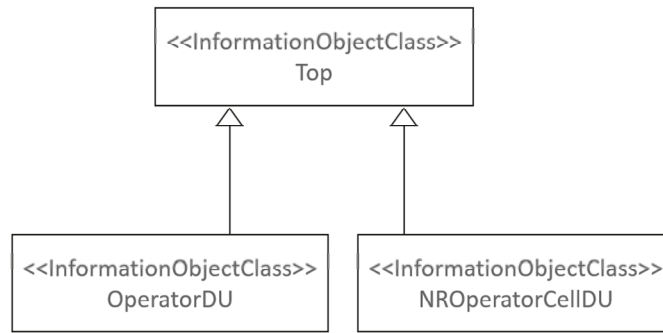 <<InformationObjectClass>>
Top
<<InformationObjectClass>>
OperatorDU
<<InformationObjectClass>>
NROperatorCellDU